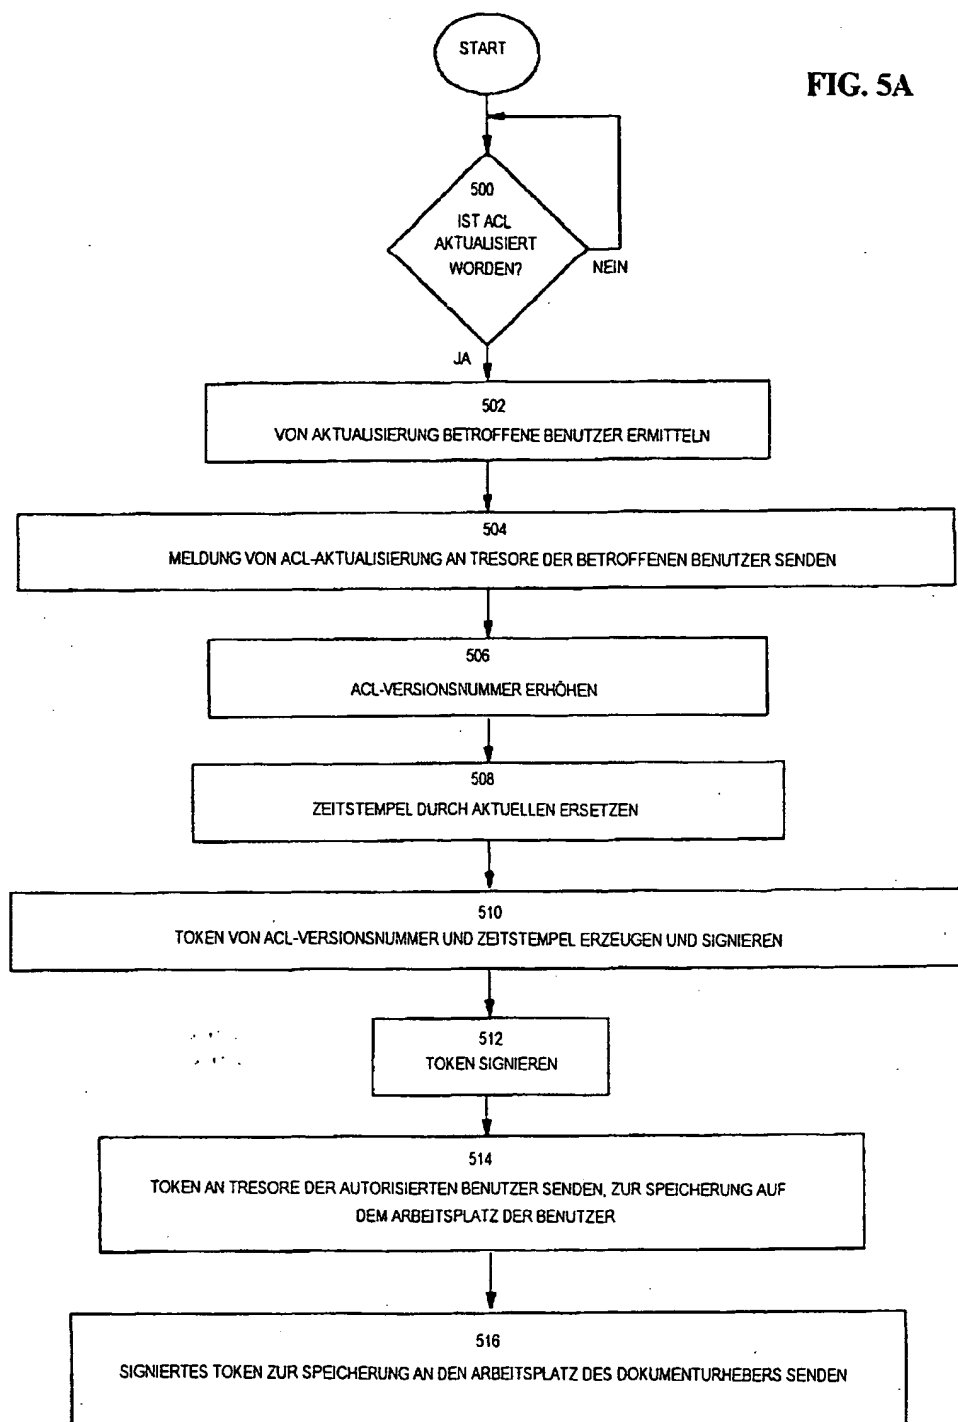 START
FIG. 5A
500
IST ACL
AKTUALISIERT
WORDEN?
NEIN
JA
502
VON AKTUALISIERUNG BETROFFENE BENUTZER ERMITTELN
504
MELDUNG VON ACL-AKTUALISIERUNG AN TRESORE DER BETROFFENEN BENUTZER SENDEN
506
ACL-VERSIONSNUMMER ERHÖHEN
508
ZEITSTEMPEL DURCH AKTUELLEN ERSETZEN
510
TOKEN VON ACL-VERSIONSNUMMER UND ZEITSTEMPEL ERZEUGEN UND SIGNIEREN
512
TOKEN SIGNIEREN
514
TOKEN AN TRESORE DER AUTORISIERTEN BENUTZER SENDEN, ZUR SPEICHERUNG AUF
DEM ARBEITSPLATZ DER BENUTZER
516
SIGNIERTES TOKEN ZUR SPEICHERUNG AN DEN ARBEITSPLATZ DES DOKUMENTURHEBERS SENDEN